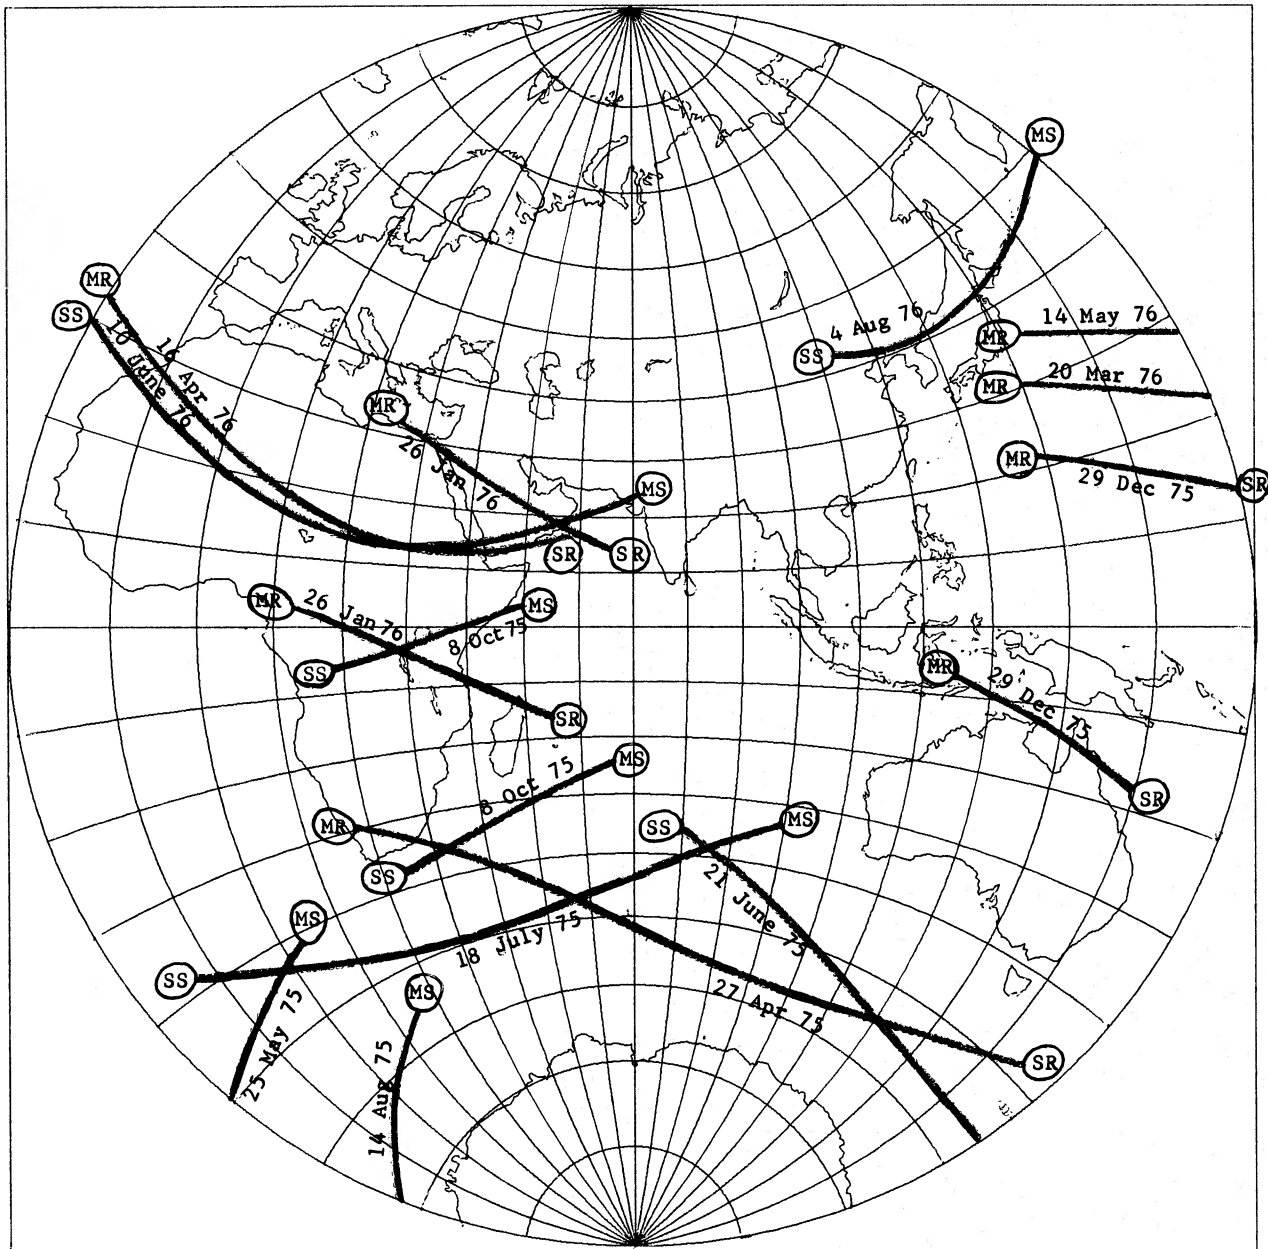 MS
MR
SS
16 Apr 76
10 June 76
4 Aug 76
SS
MR
14 May 76
MR
20 Mar 76
MR
26 Jan 76
MR
29 Dec 75
SR
MS
SR
SR
MR
26 Jan 76
MS
8 Oct 75
SS
MR
29 Dec 75
SR
SR
MS
8 Oct 75
MR
SS
SS
MS
21 June 75
MS
18 July 75
SS
25 May 75
MS
14 Aug 75
27 Apr 75
SR